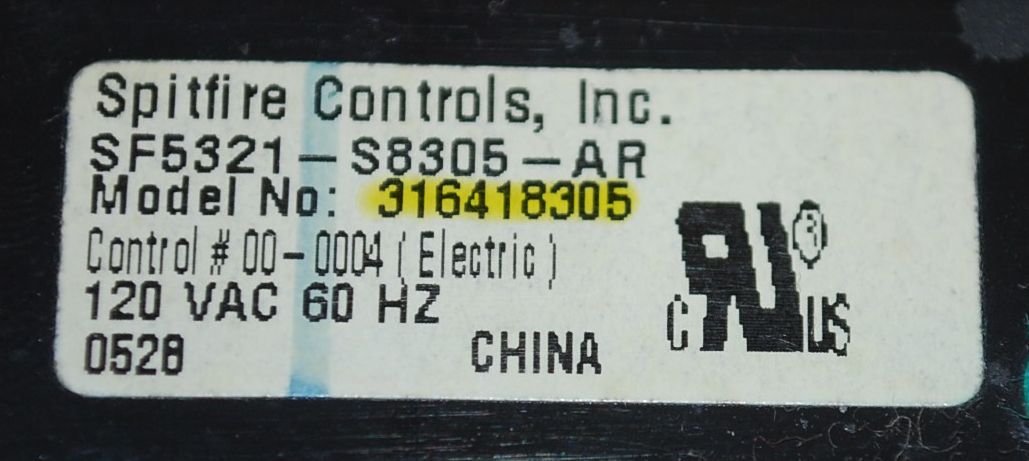 Spitfire Controls, Inc.
SF5321-S8305-AR
Model No: 316418305
Control # 00-0004 (Electric)
120 VAC 60 HZ
0528
CHINA
C RU US